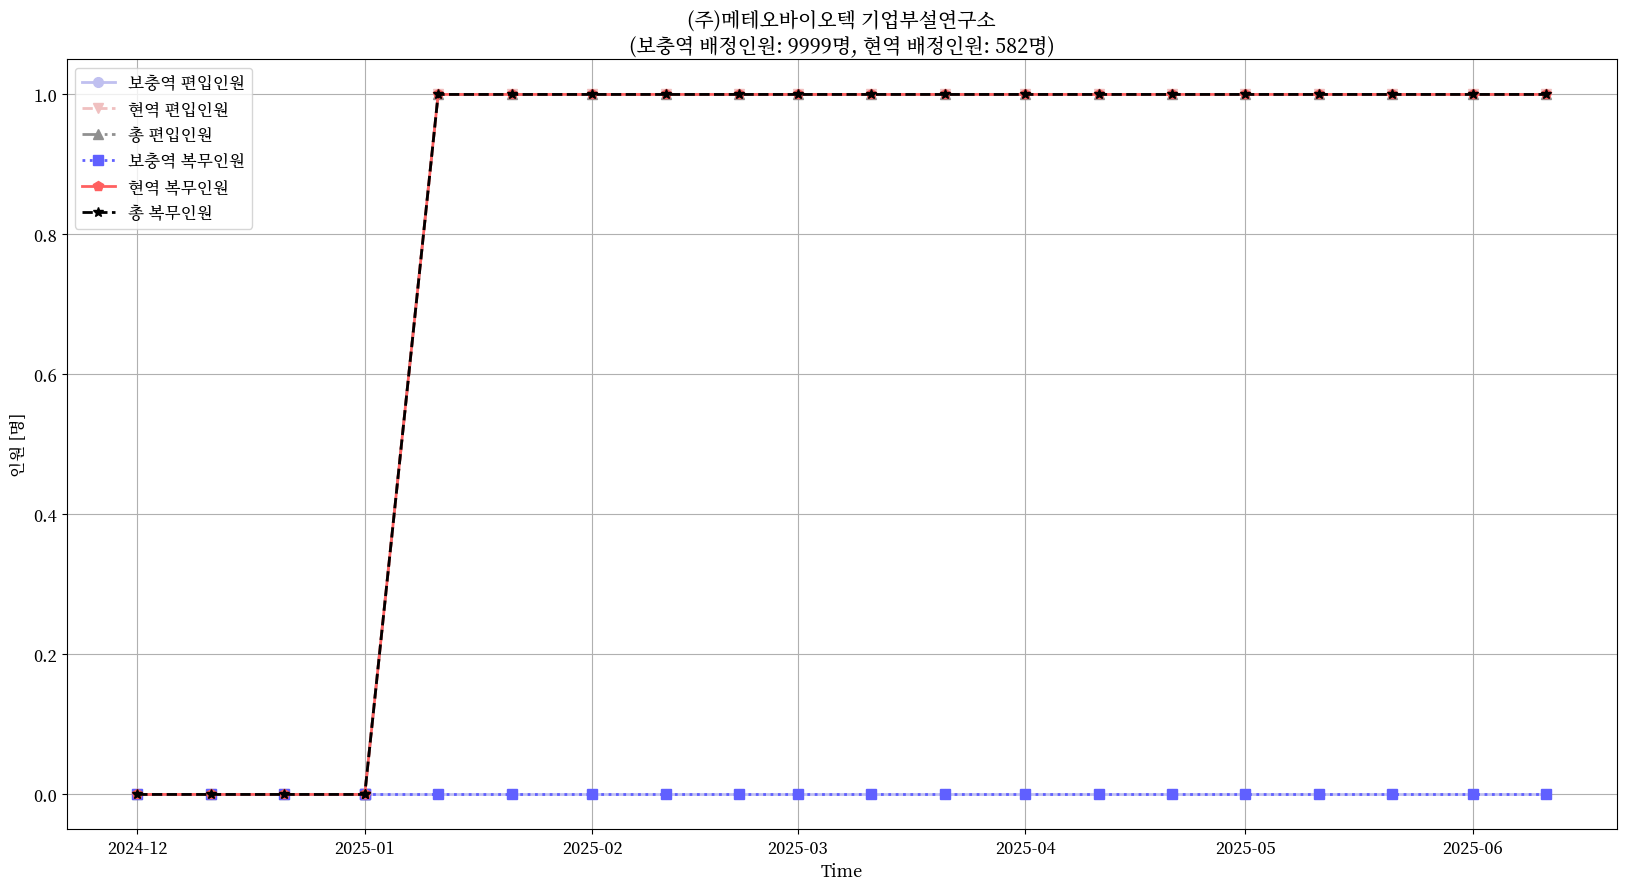 (주)메테오바이오텍 기업부설연구소
(보충역 배정인원: 9999명, 현역 배정인원: 582명)
보충역 편입인원
현역 편입인원
총 편입인원
보충역 복무인원
현역 복무인원
총 복무인원
인원 [명]
1.0
0.8
0.6
0.4
0.2
0.0
2024-12 2025-01 2025-02 2025-03 2025-04 2025-05 2025-06
Time